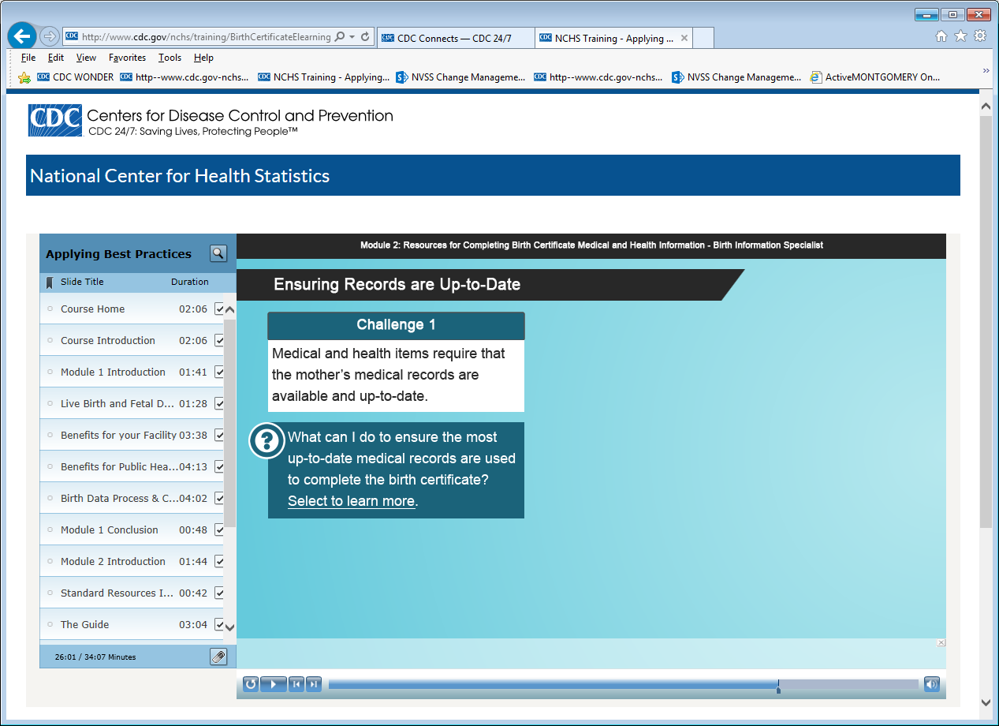 http://www.cdc.gov/nchs/training/BirthCertificateElearning
CDC Connects — CDC 24/7
NCHS Training - Applying ...
File Edit View Favorites Tools Help
CDC WONDER
http--www.cdc.gov-nchs...
NCHS Training - Applying...
NVSS Change Manageme...
http--www.cdc.gov-nchs...
NVSS Change Manageme...
ActiveMONTGOMERY On...
CDC
Centers for Disease Control and Prevention
CDC 24/7: Saving Lives, Protecting People™
National Center for Health Statistics
Applying Best Practices
Slide Title Duration
Course Home 02:06
Course Introduction 02:06
Module 1 Introduction 01:41
Live Birth and Fetal D... 01:28
Benefits for your Facility 03:38
Benefits for Public Hea... 04:13
Birth Data Process & C... 04:02
Module 1 Conclusion 00:48
Module 2 Introduction 01:44
Standard Resources I... 00:42
The Guide 03:04
26:01 / 34:07 Minutes
Module 2: Resources for Completing Birth Certificate Medical and Health Information - Birth Information Specialist
Ensuring Records are Up-to-Date
Challenge 1
Medical and health items require that
the mother's medical records are
available and up-to-date.
?
What can I do to ensure the most
up-to-date medical records are used
to complete the birth certificate?
Select to learn more.